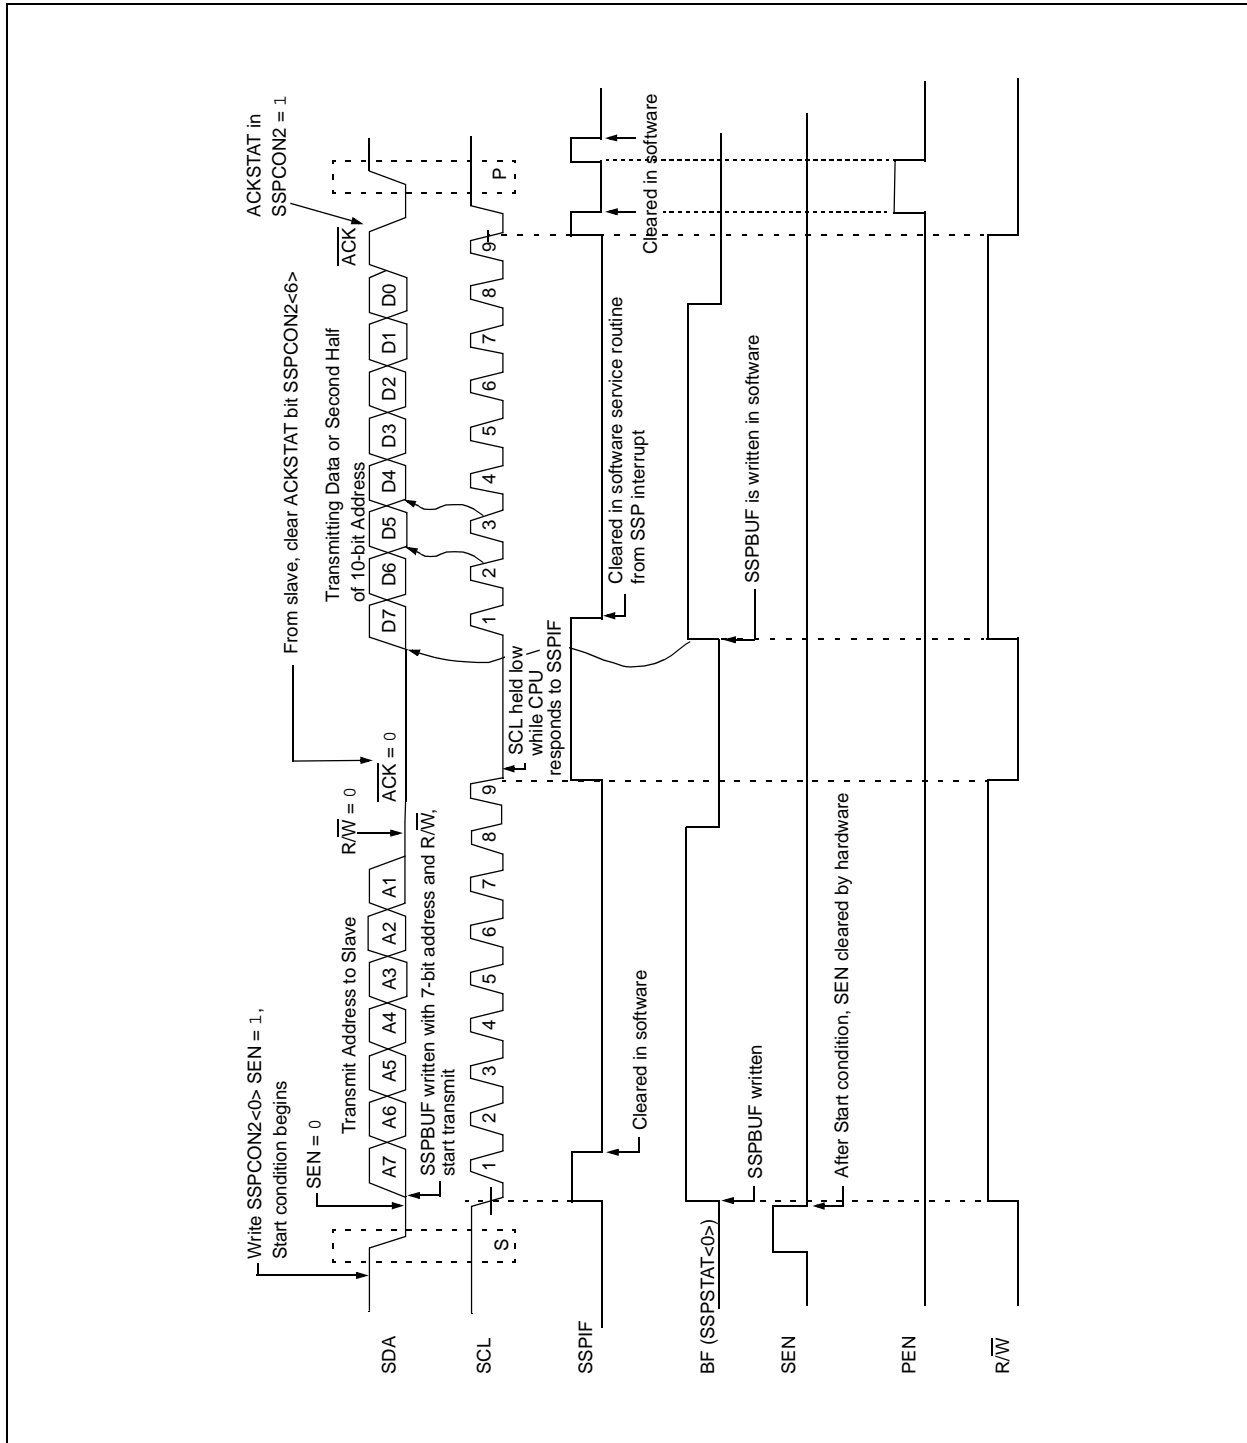 Write SSPCON2<0> SEN = 1,
Start condition begins
SEN = 0
Transmit Address to Slave
R/W = 0
From slave, clear ACKSTAT bit SSPCON2<6>
ACK = 0
Transmitting Data or Second Half
of 10-bit Address
ACKSTAT in
SSPCON2 = 1
ACK
SDA
A7 A6 A5 A4 A3 A2 A1
D7 D6 D5 D4 D3 D2 D1 D0
SSPBUF written with 7-bit address and R/W,
start transmit
SCL
S
1 2 3 4 5 6 7 8 9
1 2 3 4 5 6 7 8 9
P
SCL held low
while CPU
responds to SSPIF
SSPIF
Cleared in software
Cleared in software service routine
from SSP interrupt
Cleared in software
BF (SSPSTAT<0>)
SSPBUF written
SSPBUF is written in software
SEN
After Start condition, SEN cleared by hardware
PEN
R/W